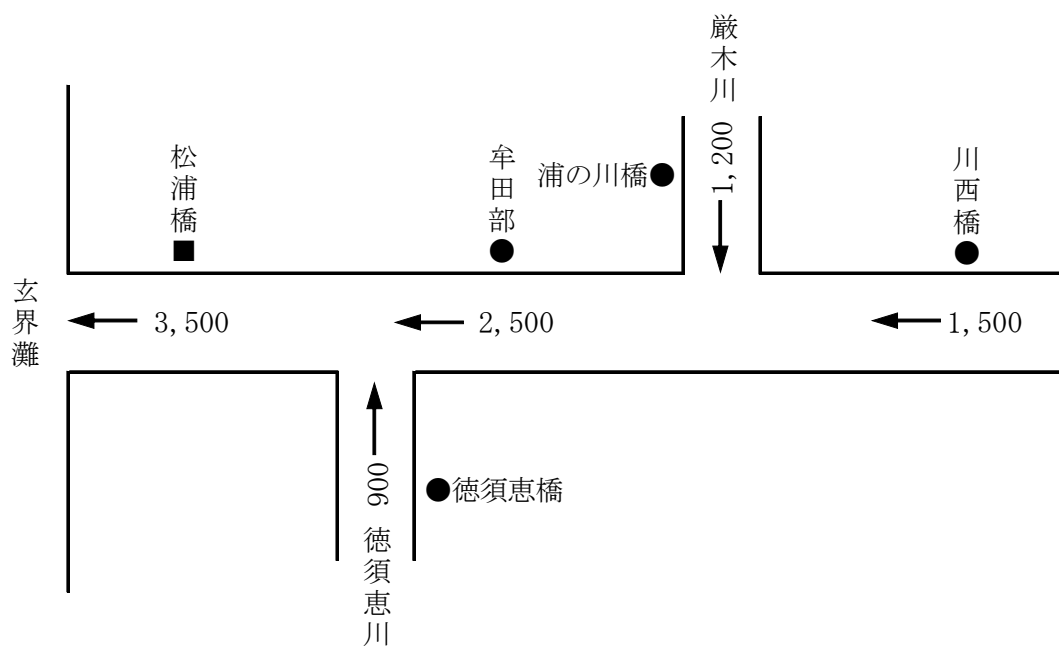 厳木川
1,200
松浦橋
牟田部
浦の川橋
川西橋
玄界灘
3,500
2,500
1,500
900
徳須恵橋
徳須恵川